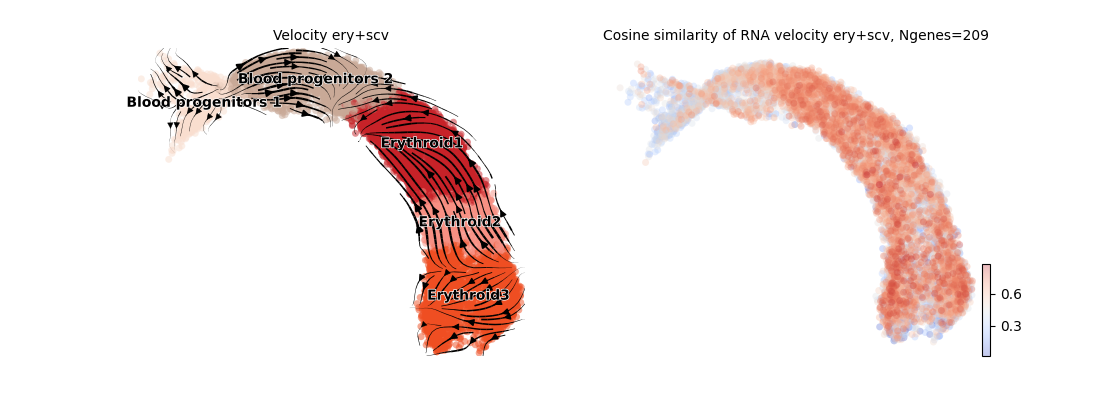 Velocity ery+scv
Blood progenitors 2
Blood progenitors 1
Erythroid1
Erythroid2
Erythroid3
Cosine similarity of RNA velocity ery+scv, Ngenes=209
0.6
0.3